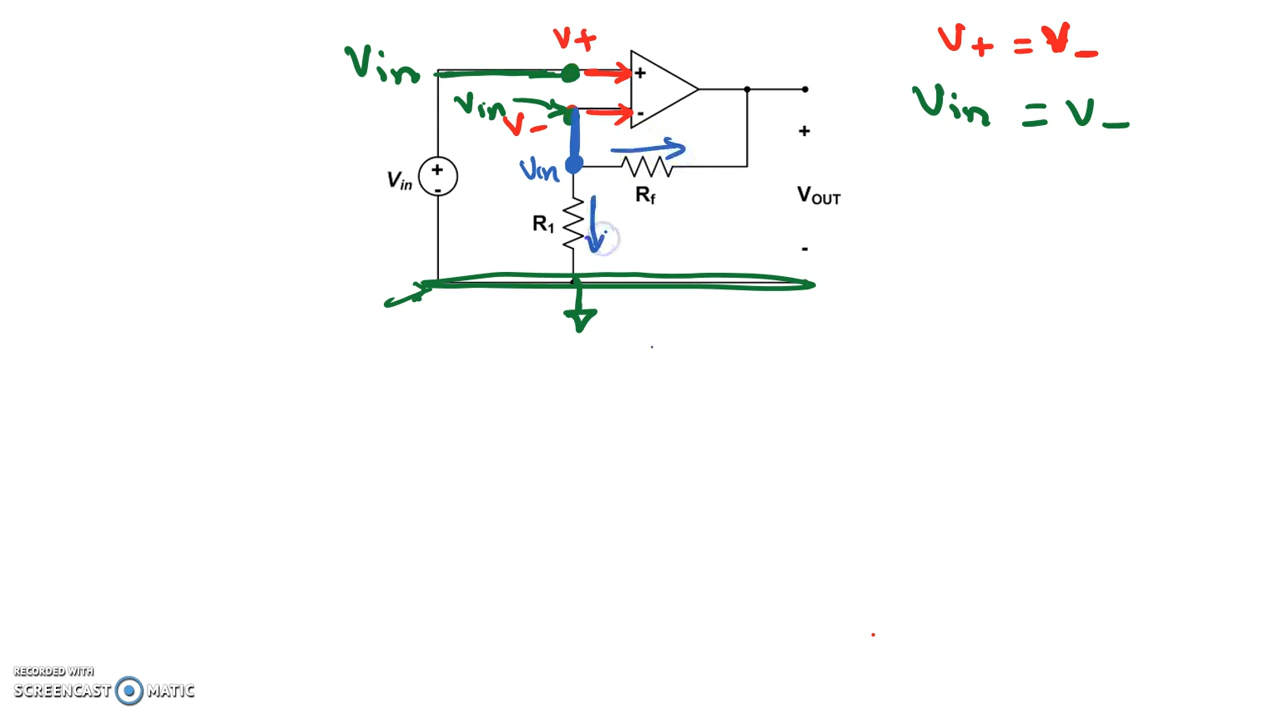 V+
V+ = V-
Vin
+
Vin
Vin = V-
V-
-
+
Vin
+
-
Vin
Rf
VOUT
R1
-
RECORDED WITH
SCREENCAST MATIC